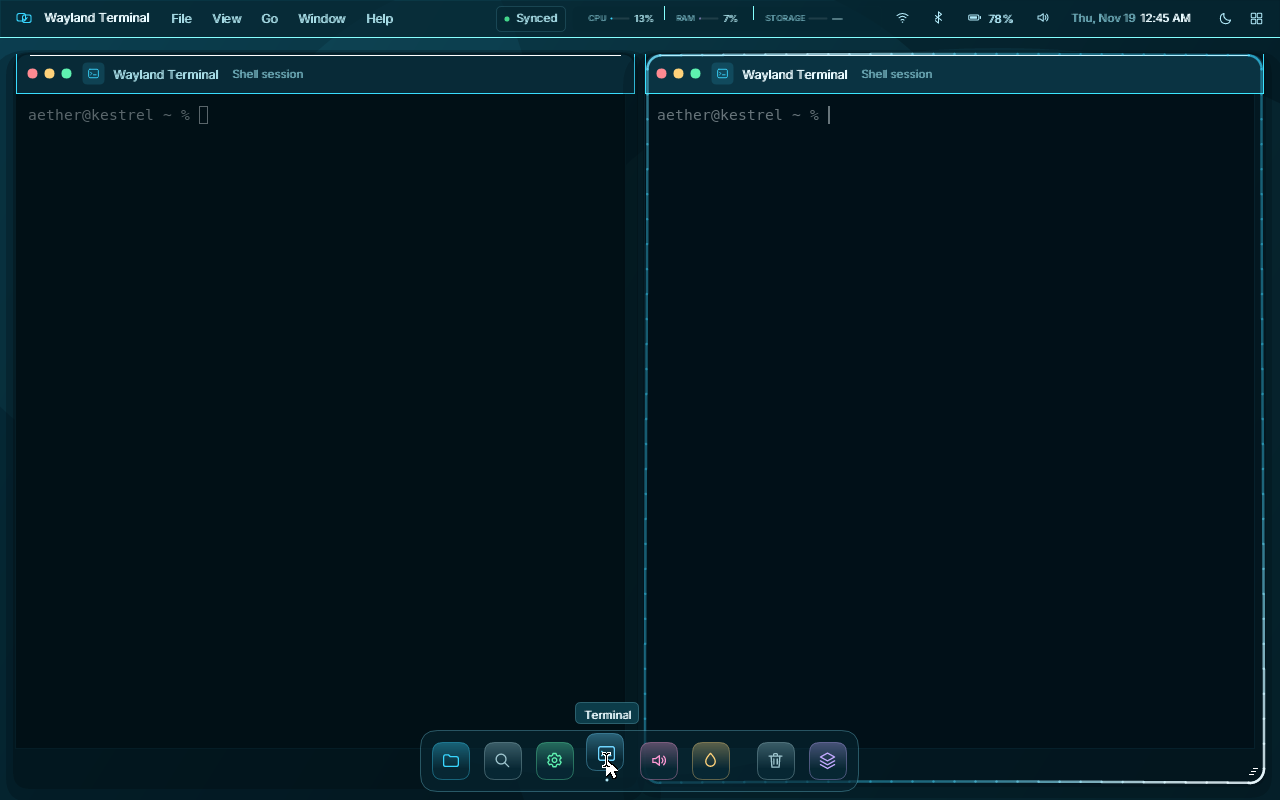 Wayland Terminal File View Go Window Help Synced CPU 13% RAM 7% STORAGE — 78% Thu, Nov 19 12:45 AM
Wayland Terminal Shell session
aether@kestrel ~ %
Wayland Terminal Shell session
aether@kestrel ~ %
Terminal